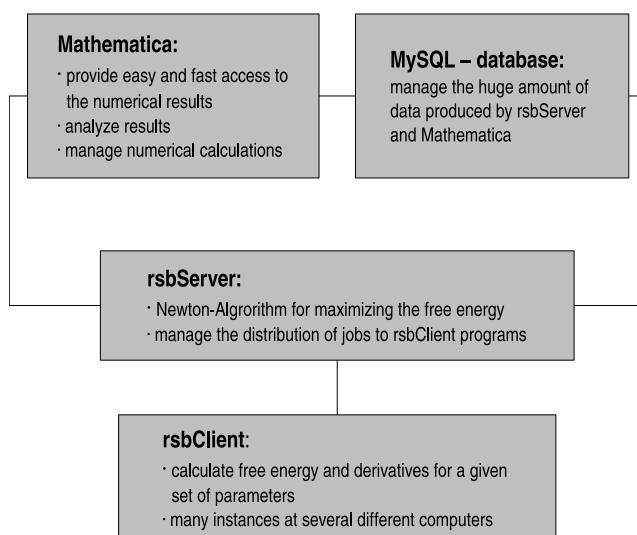 Mathematica:
· provide easy and fast access to
the numerical results
· analyze results
· manage numerical calculations
MySQL – database:
manage the huge amount of
data produced by rsbServer
and Mathematica
rsbServer:
· Newton-Algrorithm for maximizing the free energy
· manage the distribution of jobs to rsbClient programs
rsbClient:
· calculate free energy and derivatives for a given
set of parameters
· many instances at several different computers